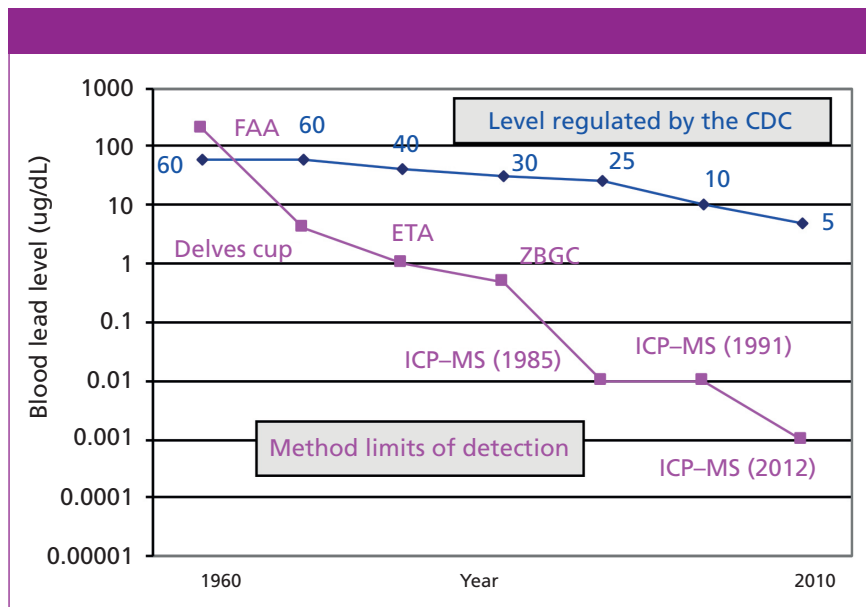 1000
100
10
1
0.1
0.01
0.001
0.0001
0.00001
Blood lead level (ug/dL)
Level regulated by the CDC
60
60
40
30
25
10
5
FAA
Delves cup
ETA
ZBGC
ICP–MS (1985)
ICP–MS (1991)
ICP–MS (2012)
Method limits of detection
1960
Year
2010